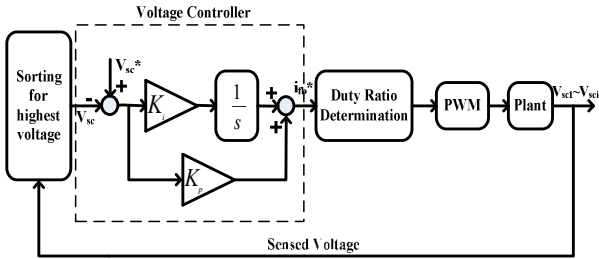 Voltage Controller
Sorting
for
highest
voltage
Vsc*
+
-
Vsc
Ki
1
s
+
+
Kp
ifb*
Duty Ratio
Determination
PWM
Plant
Vsc1~Vsci
Sensed Voltage